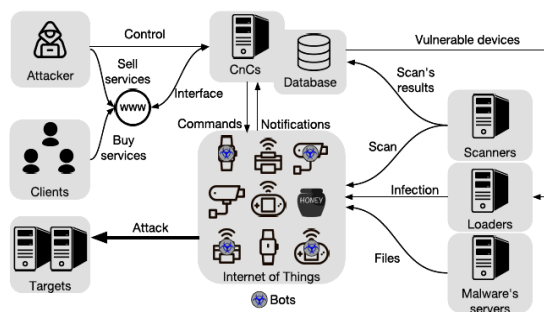 Control
Vulnerable devices
Attacker
Sell
services
CnCs
Database
Scan's
results
WWW
Interface
Buy
services
Commands
Notifications
Scan
Scanners
Clients
HONEY
Infection
Loaders
Attack
Files
Targets
Internet of Things
Malware's
servers
Bots